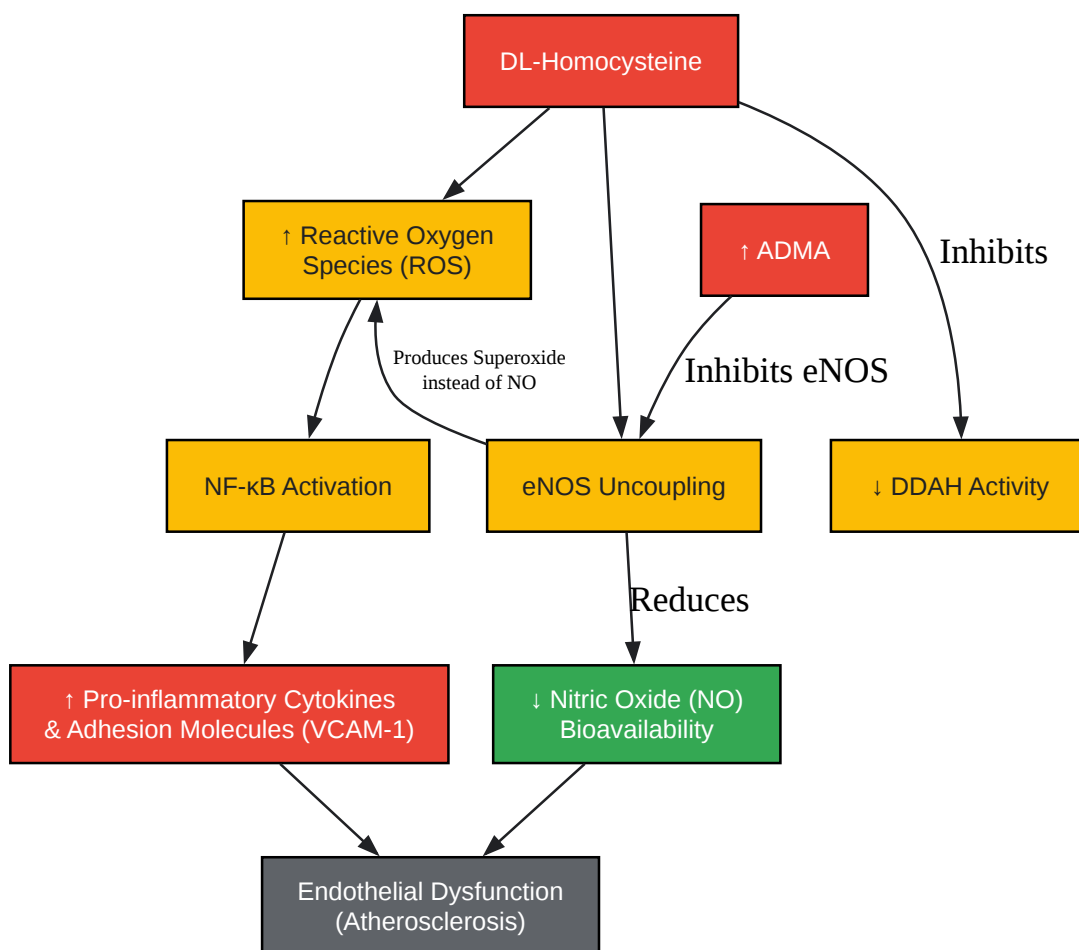 DL-Homocysteine
↑ Reactive Oxygen
Species (ROS)
↑ ADMA
Inhibits
Produces Superoxide
instead of NO
Inhibits eNOS
NF-κB Activation
eNOS Uncoupling
↓ DDAH Activity
Reduces
↑ Pro-inflammatory Cytokines
& Adhesion Molecules (VCAM-1)
↓ Nitric Oxide (NO)
Bioavailability
Endothelial Dysfunction
(Atherosclerosis)